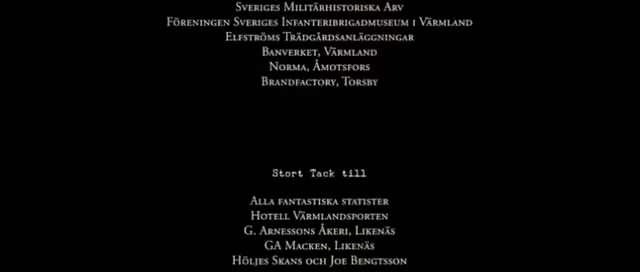 Sveriges Militärhistoriska Arv
Föreningen Sveriges Infanteribrigadmuseum i Värmland
Elfströms Trädgårdsanläggningar
Banverket, Värmland
Norma, Åmotsfors
Brandfactory, Torsby
Stort Tack till
Alla fantastiska statister
Hotell Värmlandsporten
G. Arnessons Åkeri, Likenäs
GA Macken, Likenäs
Höljes Skans och Joe Bengtsson